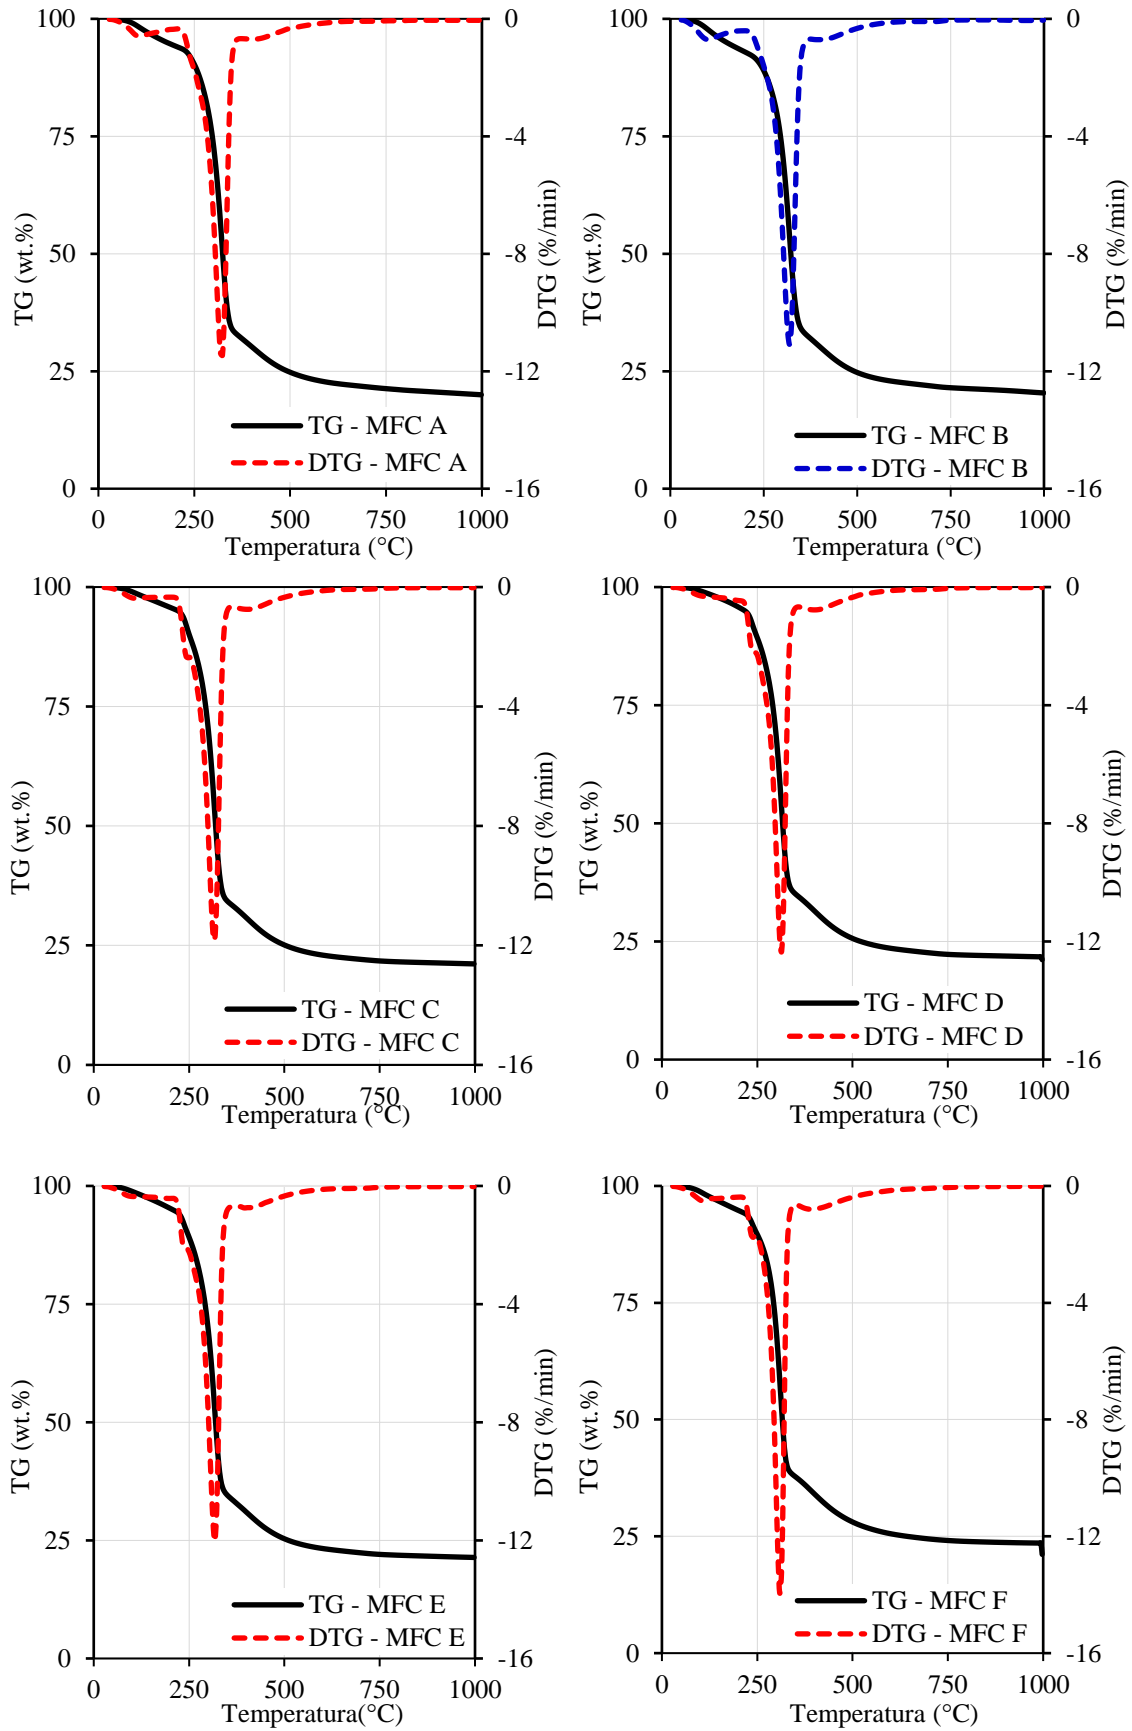 100
75
50
25
0
TG (wt.%)
0
-4
-8
-12
-16
DTG (%/min)
TG - MFC A
DTG - MFC A
0 250 500 750 1000
Temperatura (°C)
100
75
50
25
0
TG (wt.%)
0
-4
-8
-12
-16
DTG (%/min)
TG - MFC B
DTG - MFC B
0 250 500 750 1000
Temperatura (°C)
100
75
50
25
0
TG (wt.%)
0
-4
-8
-12
-16
DTG (%/min)
TG - MFC C
DTG - MFC C
0 250 500 750 1000
Temperatura (°C)
100
75
50
25
0
TG (wt.%)
0
-4
-8
-12
-16
DTG (%/min)
TG - MFC D
DTG - MFC D
0 250 500 750 1000
Temperatura (°C)
100
75
50
25
0
TG (wt.%)
0
-4
-8
-12
-16
DTG (%/min)
TG - MFC E
DTG - MFC E
0 250 500 750 1000
Temperatura(°C)
100
75
50
25
0
TG (wt.%)
0
-4
-8
-12
-16
DTG (%/min)
TG - MFC F
DTG - MFC F
0 250 500 750 1000
Temperatura (°C)